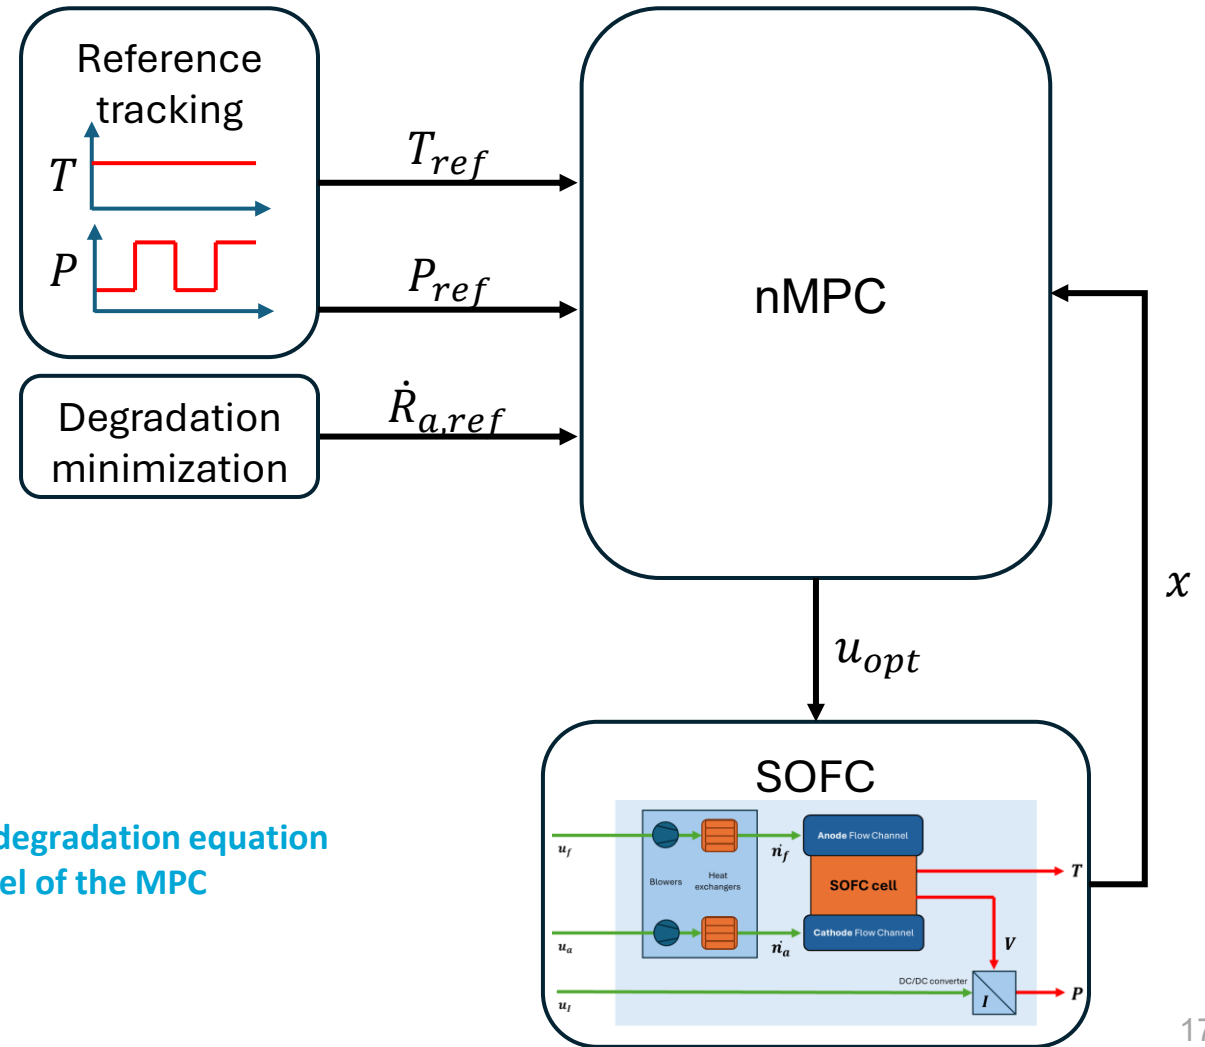 Reference
tracking
T
P
T_ref
P_ref
Ṙ_a,ref
nMPC
Degradation
minimization
x
u_opt
SOFC
u_f
Blowers
Heat
exchangers
ṅ_f
Anode Flow Channel
SOFC cell
Cathode Flow Channel
T
u_a
ṅ_a
V
DC/DC converter
I
P
u_I
degradation equation
el of the MPC
17